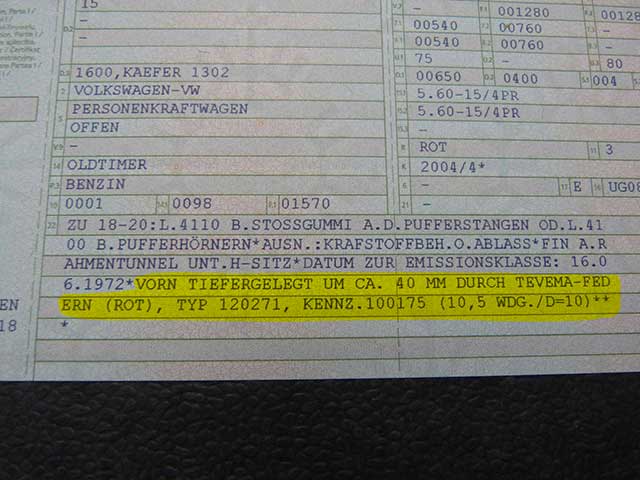 15
-
-
1600,KAEFER 1302
VOLKSWAGEN-VW
PERSONENKRAFTWAGEN
OFFEN
-
OLDTIMER
BENZIN
0001 0098 01570
- 001280 00128
00540 00760
00540 00760
75 - 80
00650 0400 004
5.60-15/4PR
5.60-15/4PR
-
ROT 3
2004/4*
- E UG08
ZU 18-20:L.4110 B.STOSSGUMMI A.D.PUFFERSTANGEN OD.L.41
00 B.PUFFERHÖRNERN*AUSN.:KRAFSTOFFBEH.O.ABLASS*FIN A.R
AHMENTUNNEL UNT.H-SITZ*DATUM ZUR EMISSIONSKLASSE: 16.0
6.1972*VORN TIEFERGELEGT UM CA. 40 MM DURCH TEVEMA-FED
ERN (ROT), TYP 120271, KENNZ.100175 (10,5 WDG./D=10)**
*
EN
18